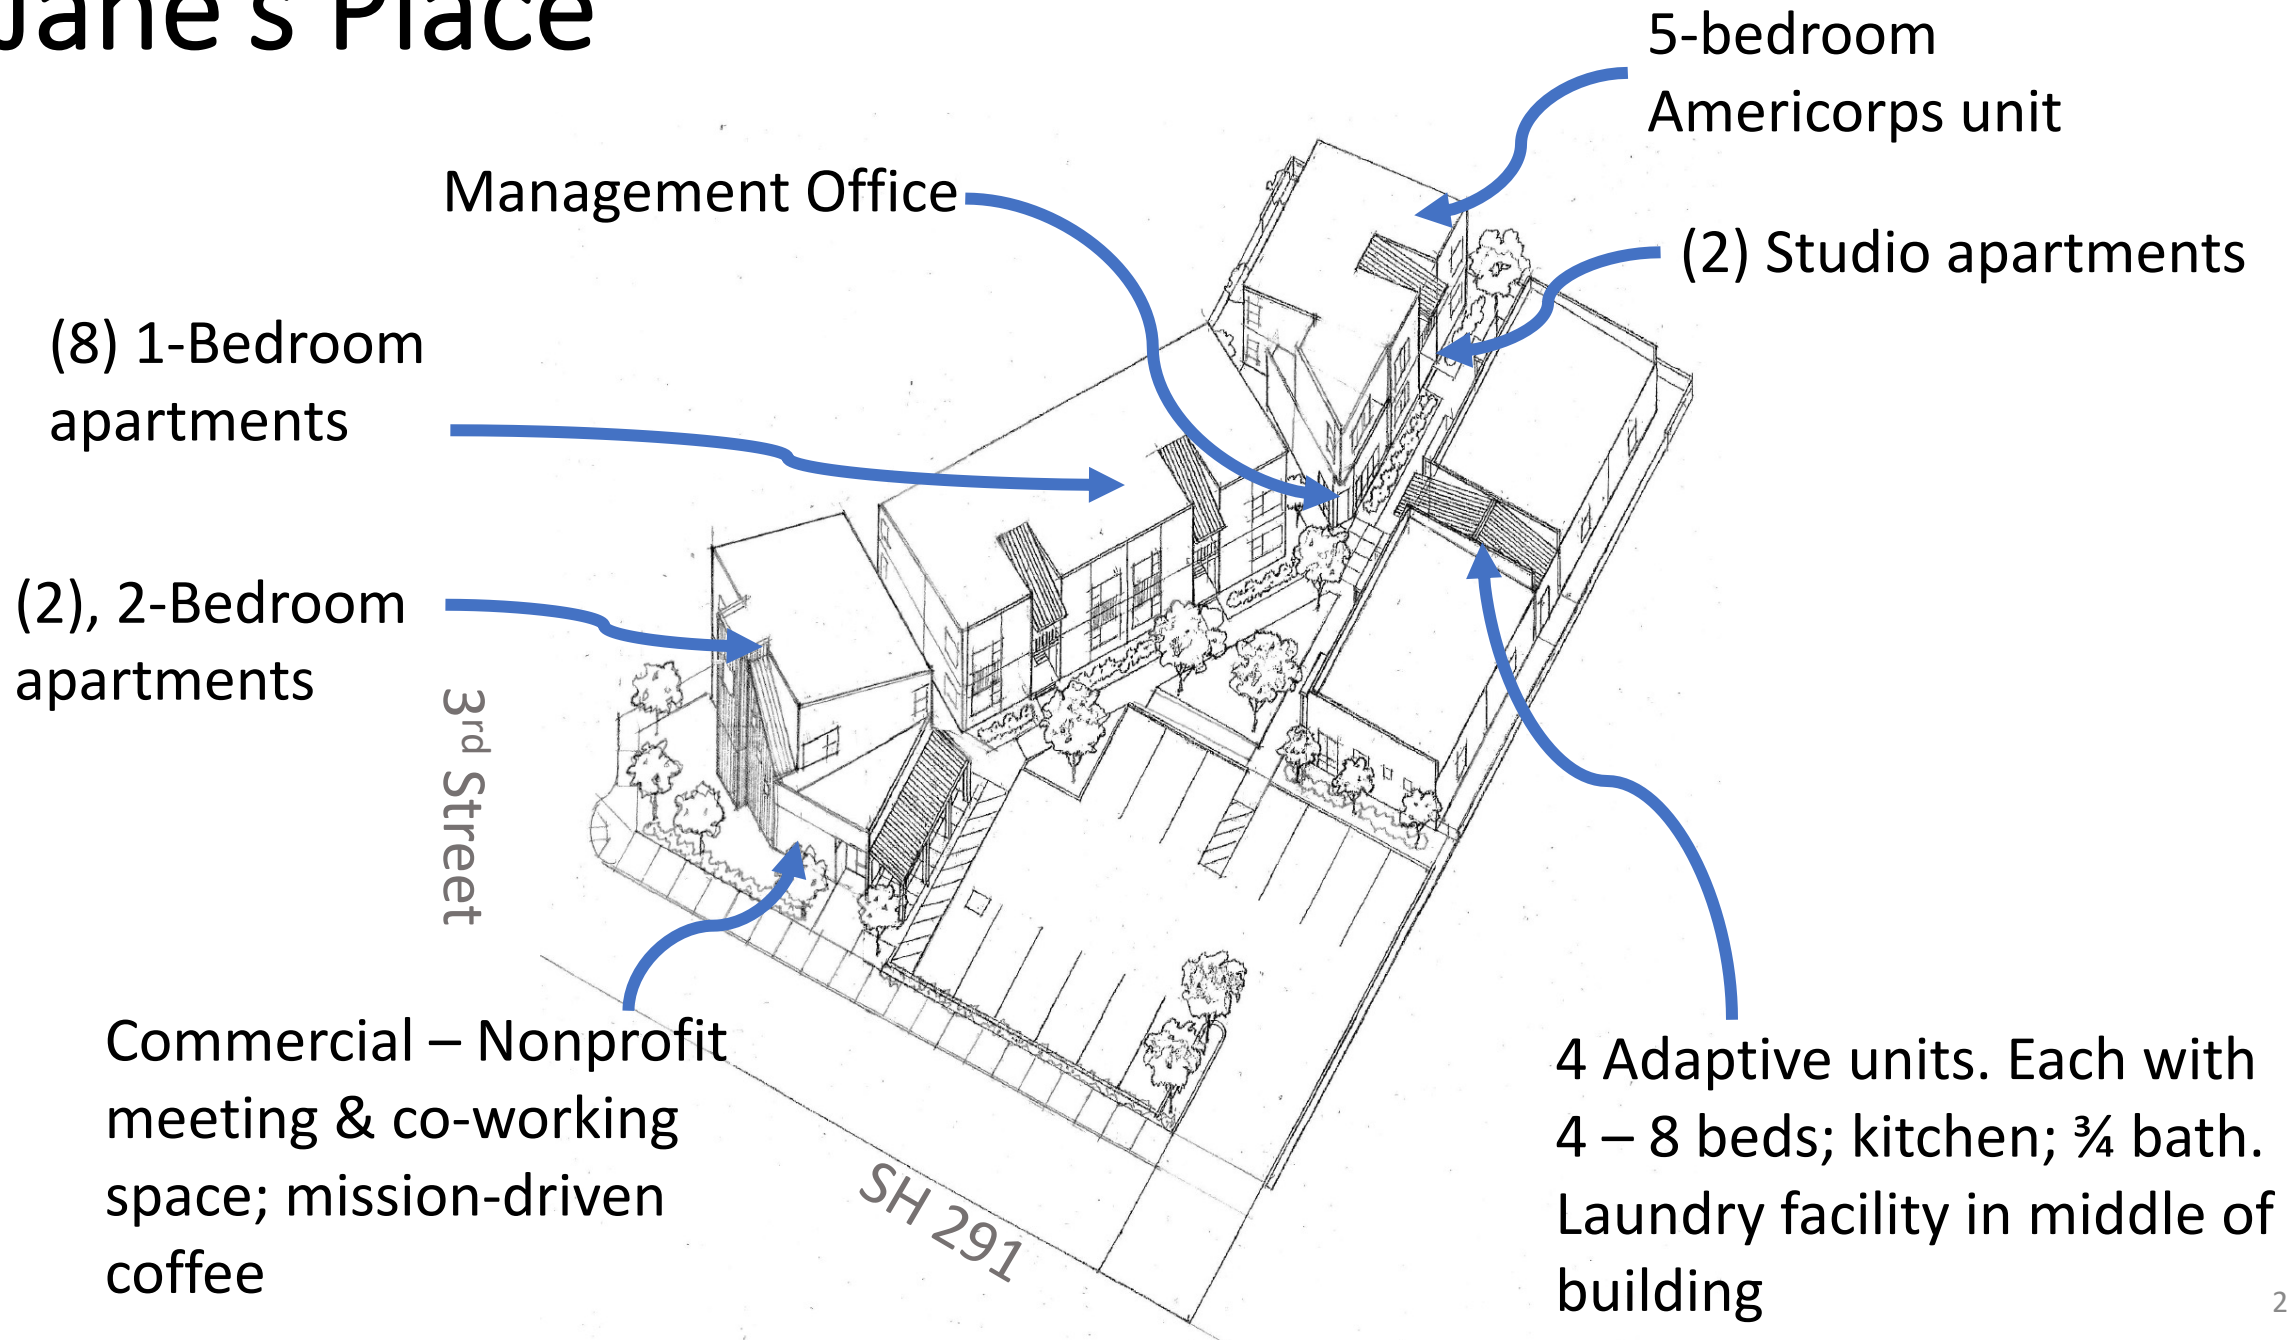 Jane's Place
5-bedroom
Americorps unit
Management Office
(2) Studio apartments
(8) 1-Bedroom
apartments
(2), 2-Bedroom
apartments
3rd Street
Commercial – Nonprofit
meeting & co-working
space; mission-driven
coffee
SH 291
4 Adaptive units. Each with
4 – 8 beds; kitchen; ¾ bath.
Laundry facility in middle of
building
2